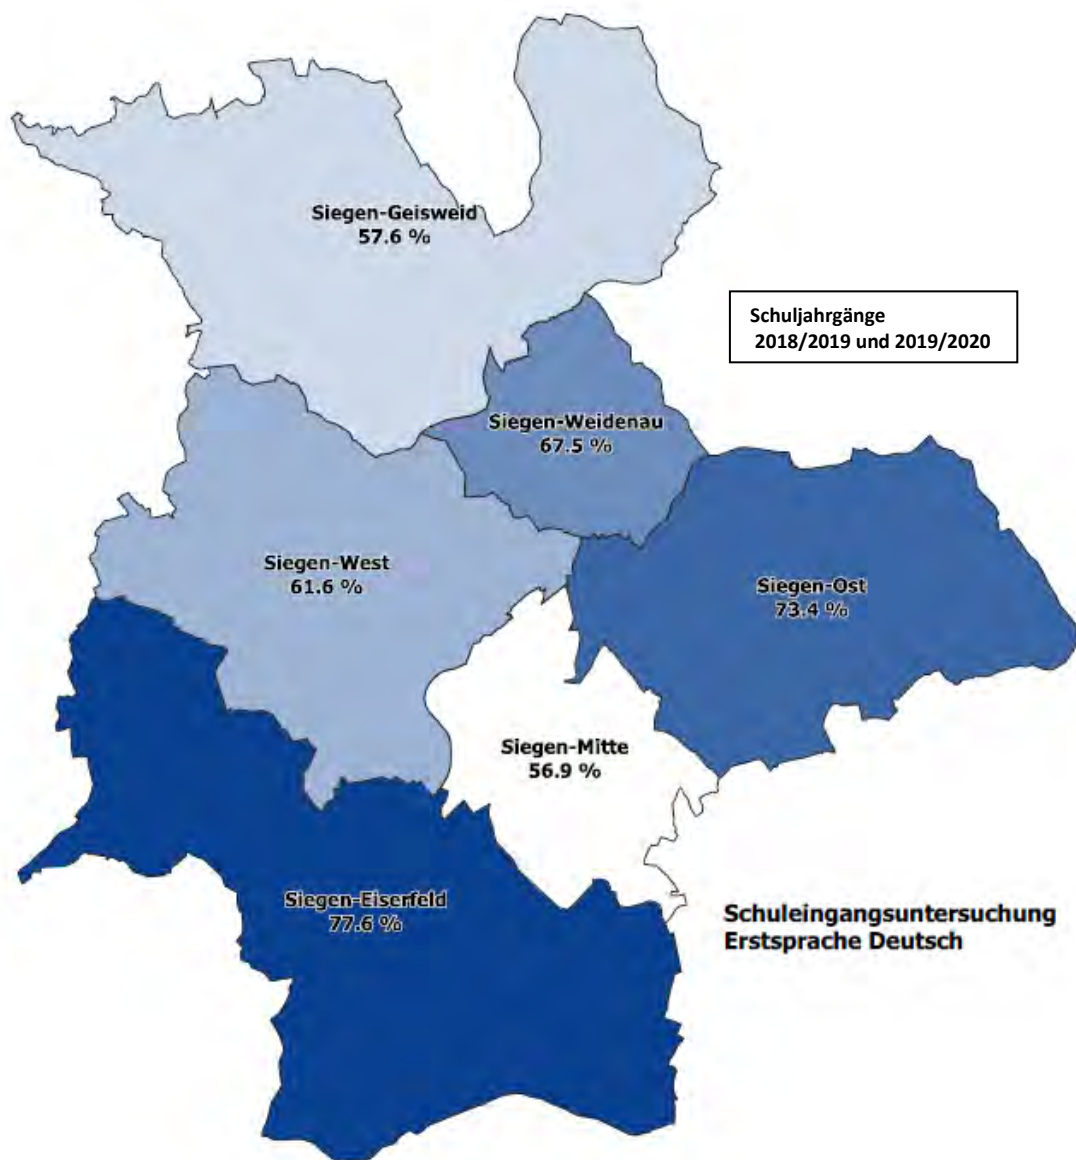 Siegen-Geisweid
57.6 %
Schuljahrgänge
2018/2019 und 2019/2020
Siegen-Weidenau
67.5 %
Siegen-West
61.6 %
Siegen-Ost
73.4 %
Siegen-Mitte
56.9 %
Siegen-Eiserfeld
77.6 %
Schuleingangsuntersuchung
Erstsprache Deutsch